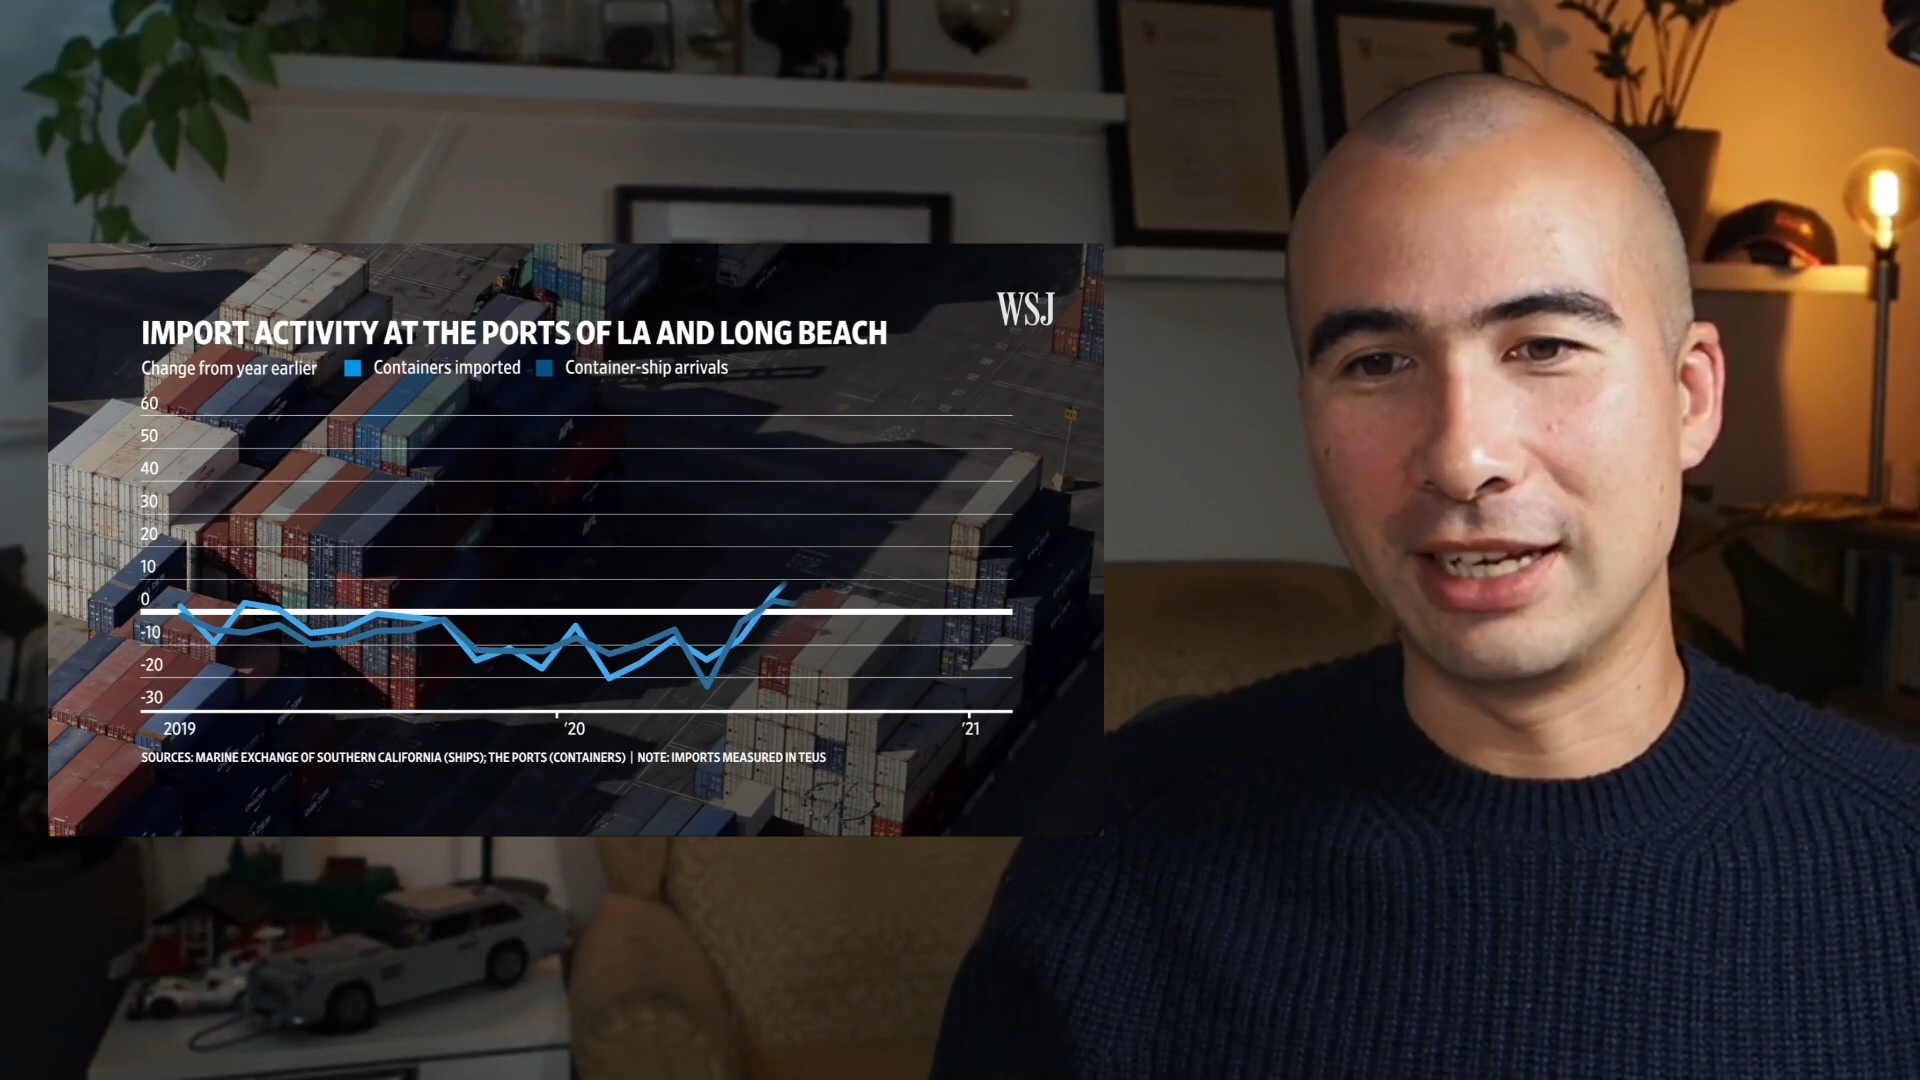 WSJ
IMPORT ACTIVITY AT THE PORTS OF LA AND LONG BEACH
Change from year earlier Containers imported Container-ship arrivals
60
50
40
30
20
10
0
-10
-20
-30
2019 '20 '21
SOURCES: MARINE EXCHANGE OF SOUTHERN CALIFORNIA (SHIPS); THE PORTS (CONTAINERS) | NOTE: IMPORTS MEASURED IN TEUS